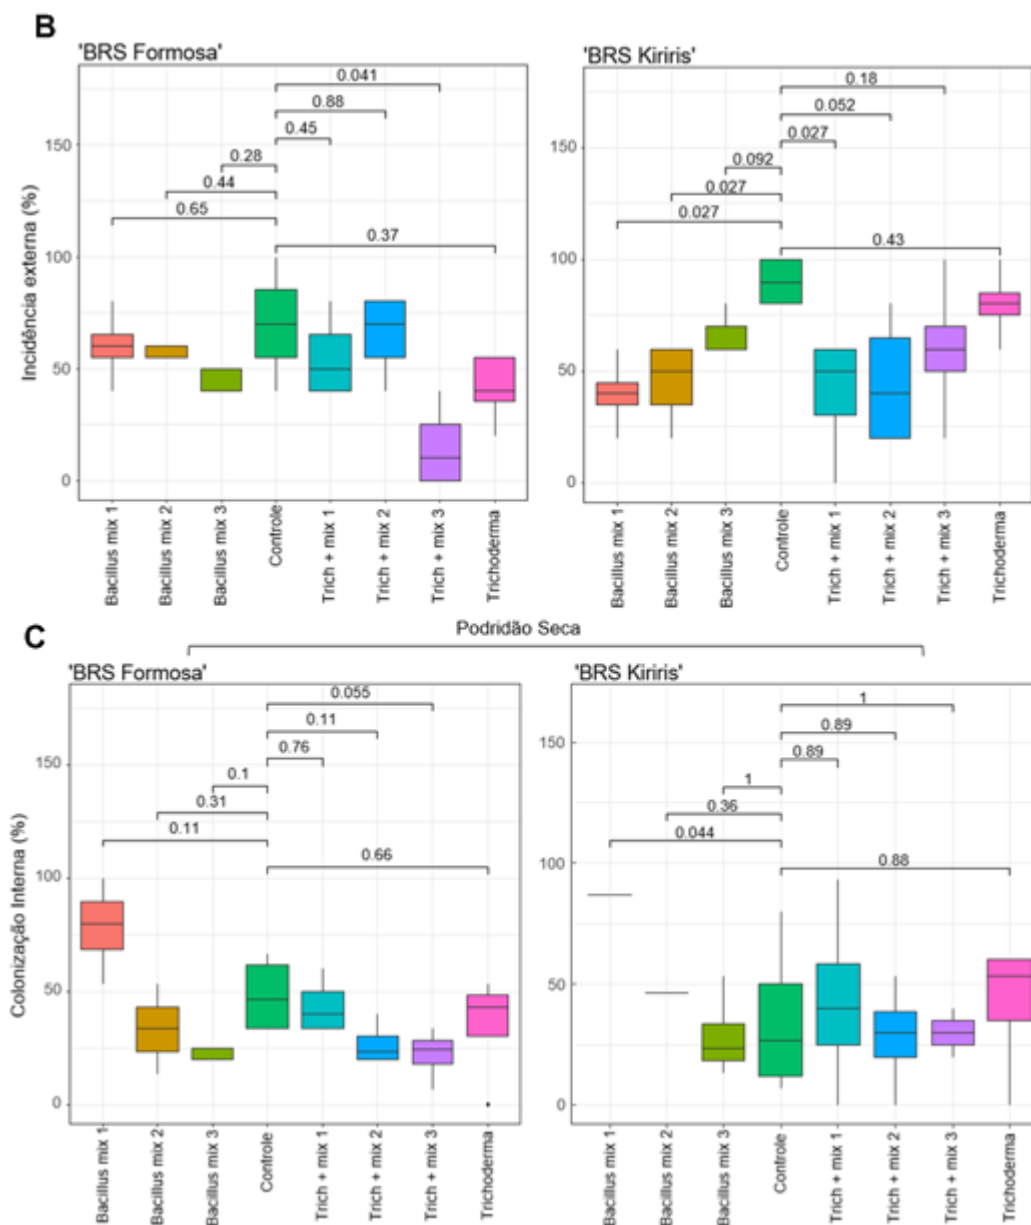 B
'BRS Formosa'
'BRS Kiriris'
Incidência externa (%)
150
100
50
0
0.041
0.88
0.45
0.28
0.44
0.65
0.37
Bacillus mix 1
Bacillus mix 2
Bacillus mix 3
Controle
Trich + mix 1
Trich + mix 2
Trich + mix 3
Trichoderma
150
100
50
0
0.18
0.052
0.027
0.092
0.027
0.027
0.43
Bacillus mix 1
Bacillus mix 2
Bacillus mix 3
Controle
Trich + mix 1
Trich + mix 2
Trich + mix 3
Trichoderma
C
Podridão Seca
'BRS Formosa'
'BRS Kiriris'
Colonização Interna (%)
150
100
50
0
0.055
0.11
0.76
0.1
0.31
0.11
0.66
Bacillus mix 1
Bacillus mix 2
Bacillus mix 3
Controle
Trich + mix 1
Trich + mix 2
Trich + mix 3
Trichoderma
150
100
50
0
1
0.89
0.89
1
0.36
0.044
0.88
Bacillus mix 1
Bacillus mix 2
Bacillus mix 3
Controle
Trich + mix 1
Trich + mix 2
Trich + mix 3
Trichoderma